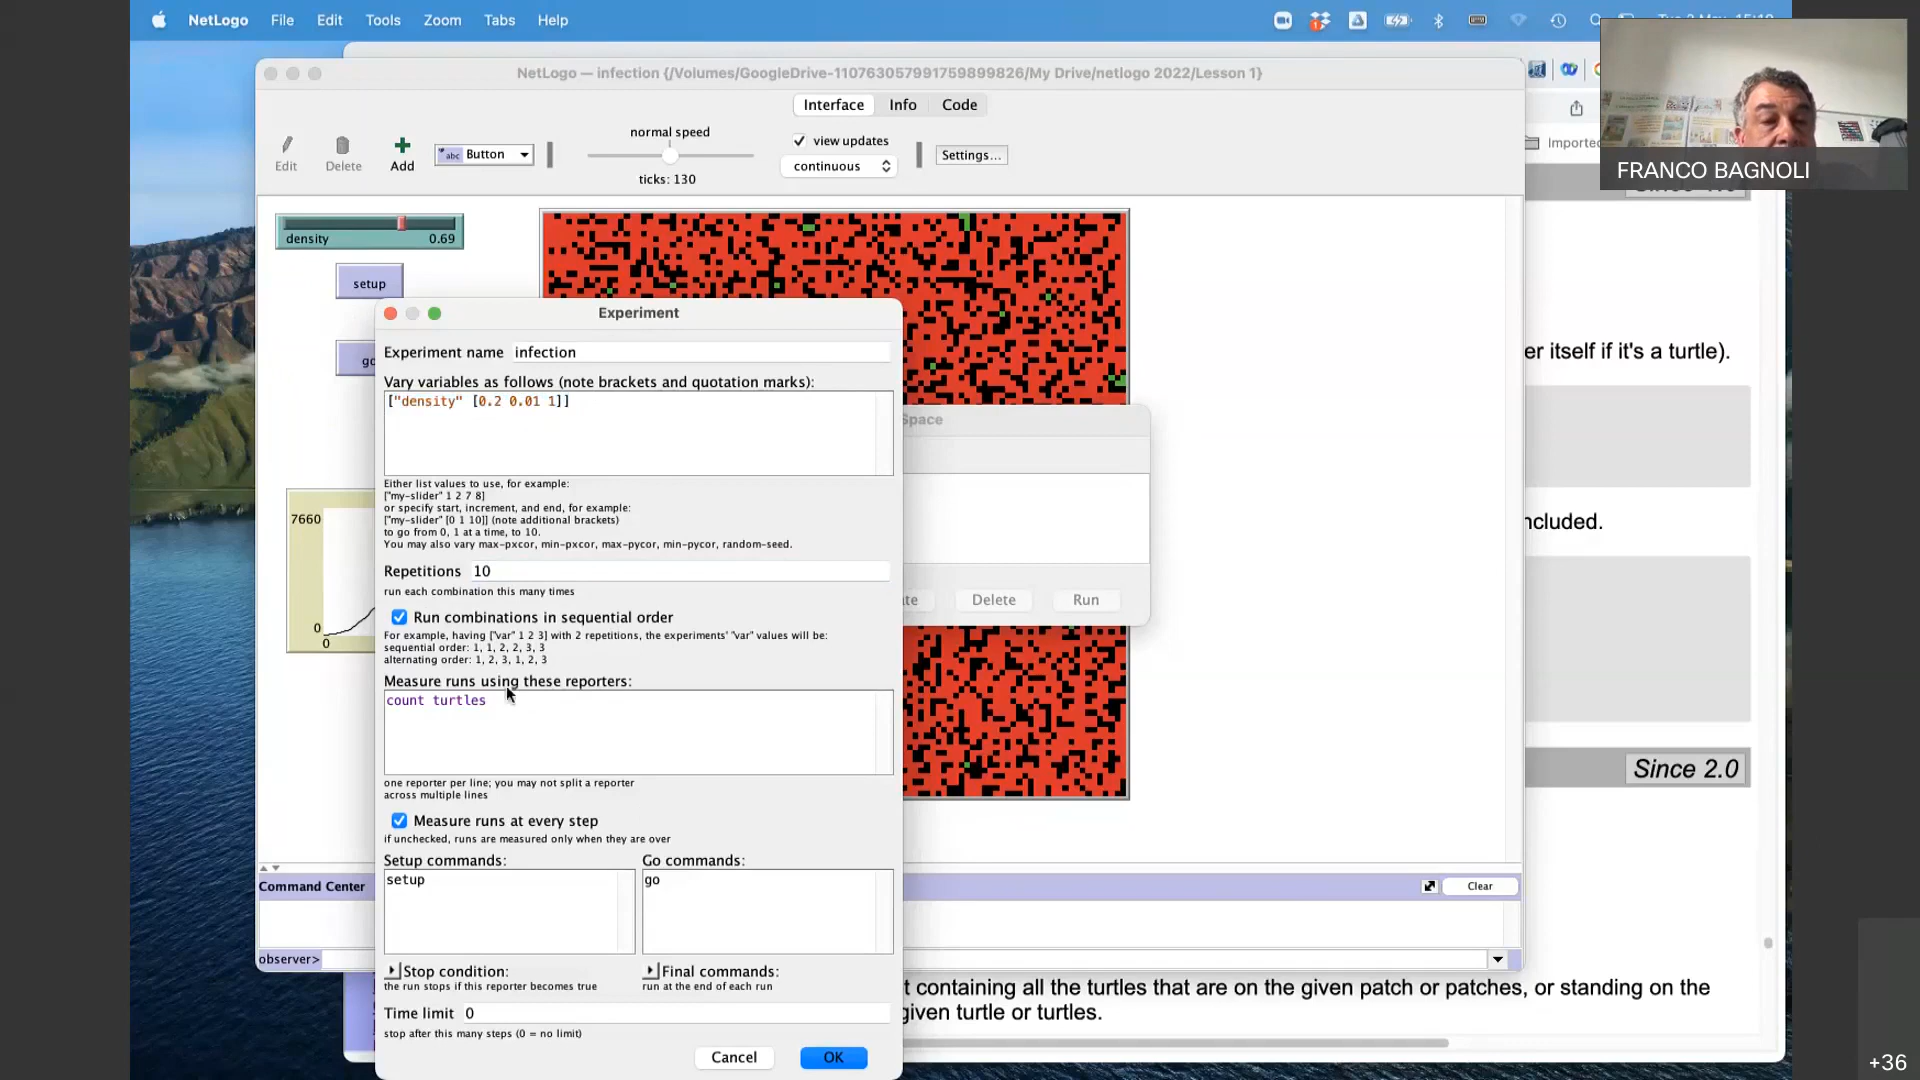 NetLogo File Edit Tools Zoom Tabs Help
NetLogo — infection {/Volumes/GoogleDrive-110763057991759899826/My Drive/netlogo 2022/Lesson 1}
Interface Info Code
Edit Delete Add abc Button
normal speed
ticks: 130
view updates
continuous
Settings...
Imported
FRANCO BAGNOLI
density 0.69
setup
go
7660
0
0
Experiment
Experiment name infection
Vary variables as follows (note brackets and quotation marks):
["density" [0.2 0.01 1]]
Either list values to use, for example:
["my-slider" 1 2 7 8]
or specify start, increment, and end, for example:
["my-slider" [0 1 10]] (note additional brackets)
to go from 0, 1 at a time, to 10.
You may also vary max-pxcor, min-pxcor, max-pycor, min-pycor, random-seed.
Repetitions 10
run each combination this many times
Run combinations in sequential order
For example, having ["var" 1 2 3] with 2 repetitions, the experiments' "var" values will be:
sequential order: 1, 1, 2, 2, 3, 3
alternating order: 1, 2, 3, 1, 2, 3
Measure runs using these reporters:
count turtles
one reporter per line; you may not split a reporter
across multiple lines
Measure runs at every step
if unchecked, runs are measured only when they are over
Setup commands: Go commands:
setup go
Stop condition: Final commands:
the run stops if this reporter becomes true run at the end of each run
Time limit 0
stop after this many steps (0 = no limit)
Cancel OK
Space
Delete Run
Command Center
Clear
observer>
er itself if it's a turtle).
ncluded.
Since 2.0
t containing all the turtles that are on the given patch or patches, or standing on the
given turtle or turtles.
+36